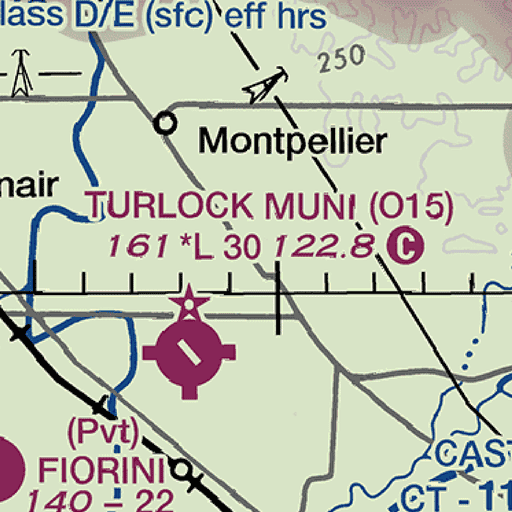 lass D/E (sfc) eff hrs
250
Montpellier
nair
TURLOCK MUNI (O15)
161 *L 30 122.8 C
(Pvt)
FIORINI
140 - 22
CAST
CT - 11